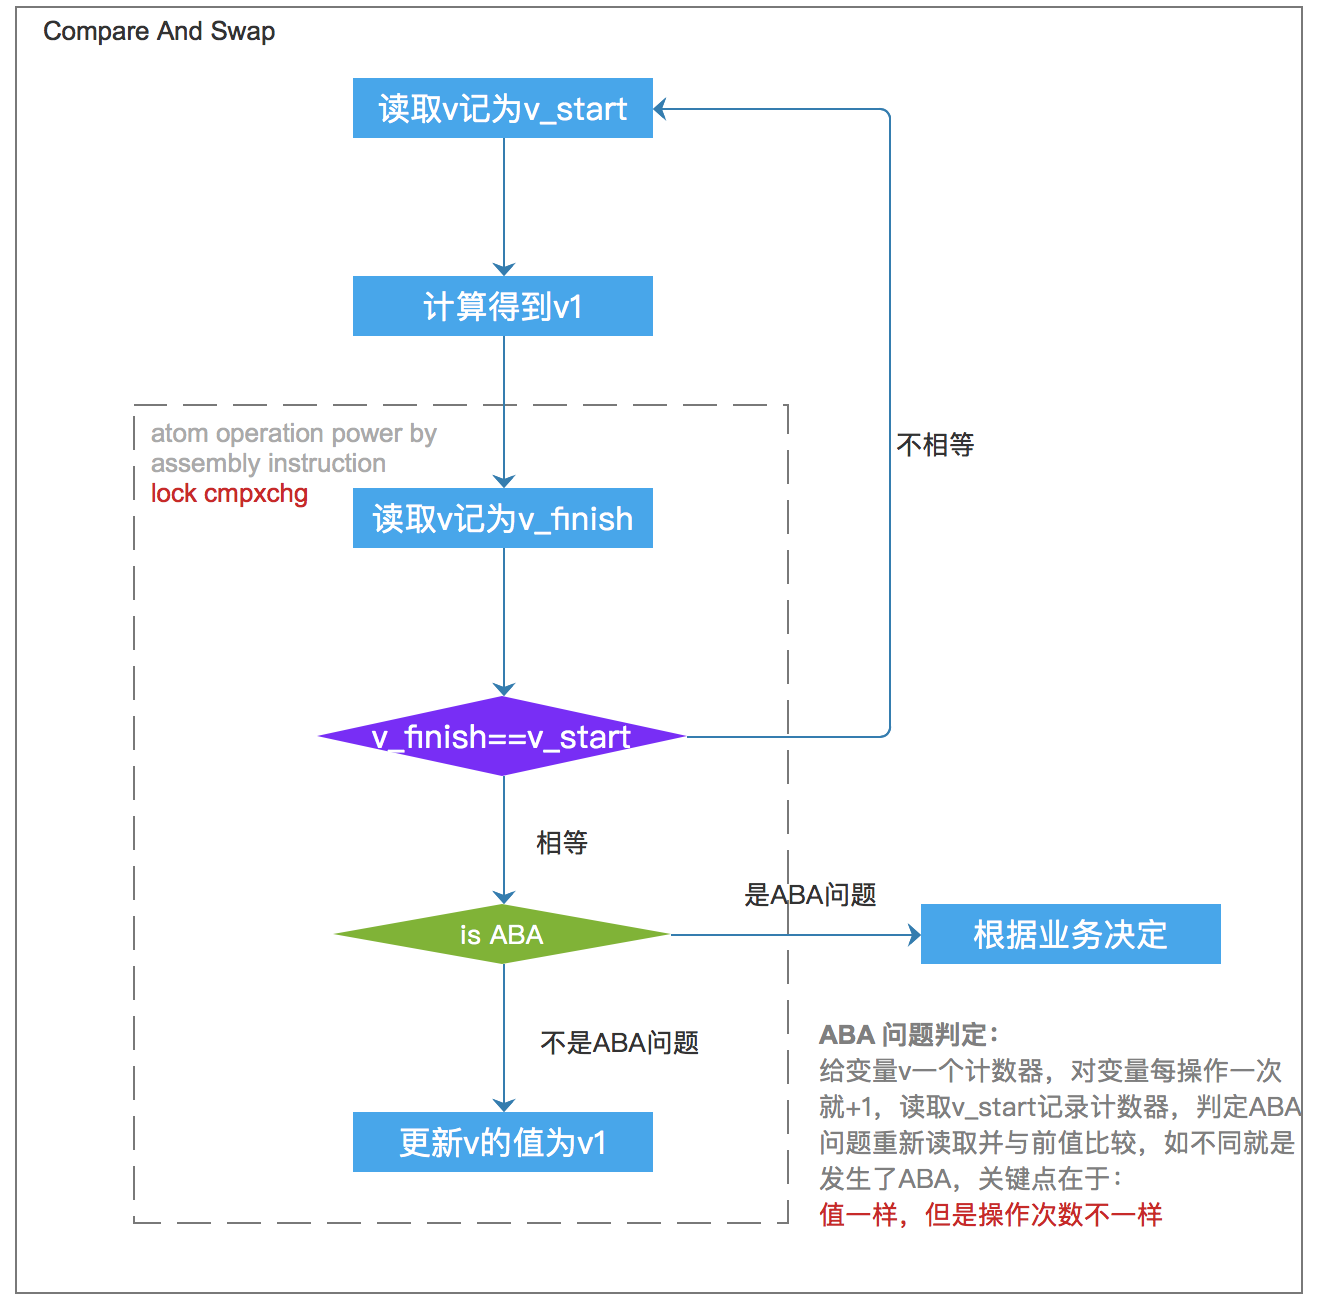 Compare And Swap
读取v记为v_start
计算得到v1
不相等
atom operation power by
assembly instruction
lock cmpxchg
读取v记为v_finish
v_finish==v_start
相等
是ABA问题
is ABA
根据业务决定
不是ABA问题
ABA 问题判定：
给变量v一个计数器，对变量每操作一次
就+1，读取v_start记录计数器，判定ABA
问题重新读取并与前值比较，如不同就是
发生了ABA，关键点在于：
值一样，但是操作次数不一样
更新v的值为v1